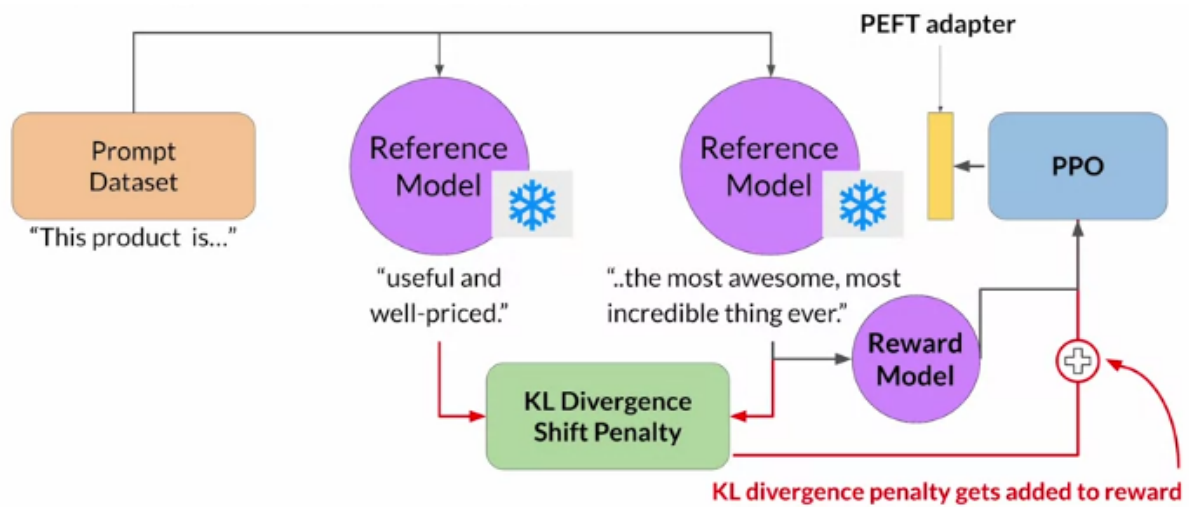 PEFT adapter
Prompt
Dataset
“This product is...”
Reference
Model
“useful and
well-priced.”
Reference
Model
“..the most awesome, most
incredible thing ever.”
PPO
Reward
Model
KL Divergence
Shift Penalty
KL divergence penalty gets added to reward